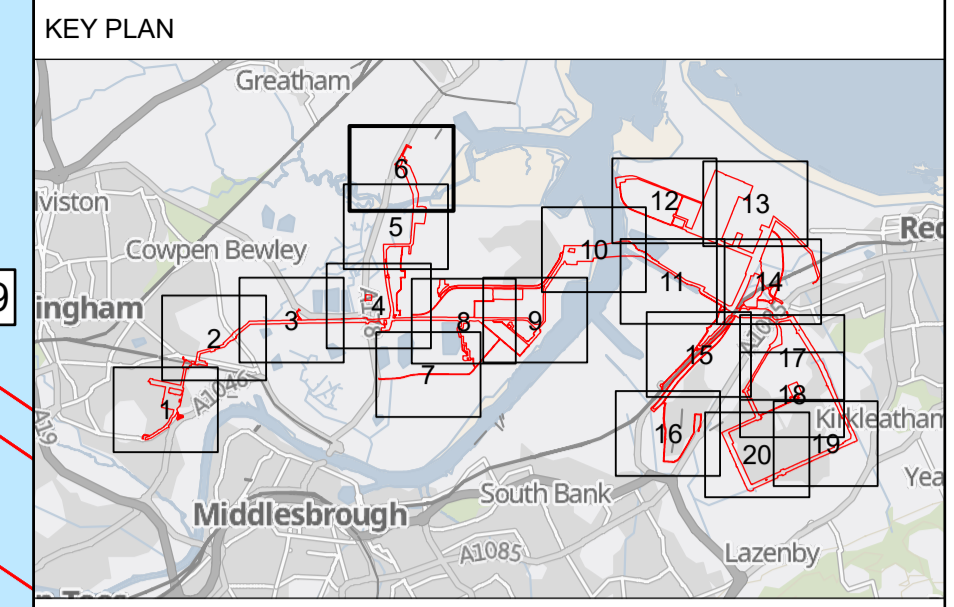 KEY PLAN
Greatham
6
12
13
lviston
5
Red
Cowpen Bewley
10
9
11
14
ingham
4
A178
3
8
9
2
A1085
15
17
7
A1046
18
1
Kirkleatham
A19
16
19
20
Yea
South Bank
Middlesbrough
A1085
Lazenby